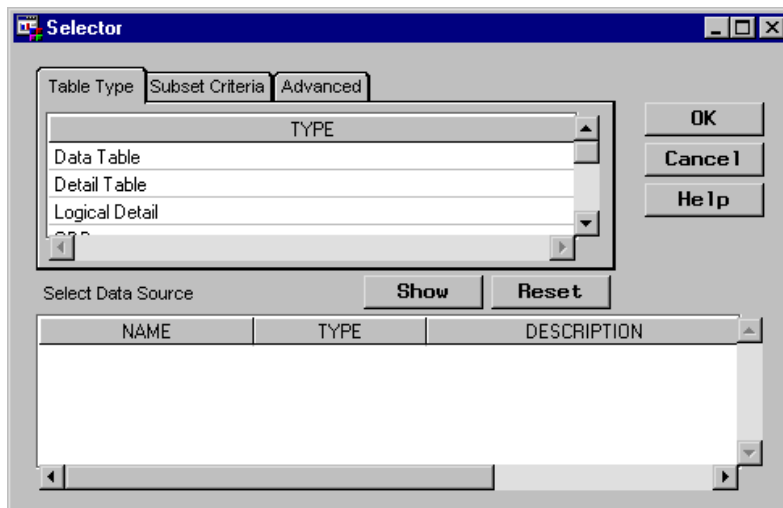 Selector
Table Type Subset Criteria Advanced
TYPE
Data Table
Detail Table
Logical Detail
OK
Cancel
Help
Select Data Source Show Reset
NAME TYPE DESCRIPTION